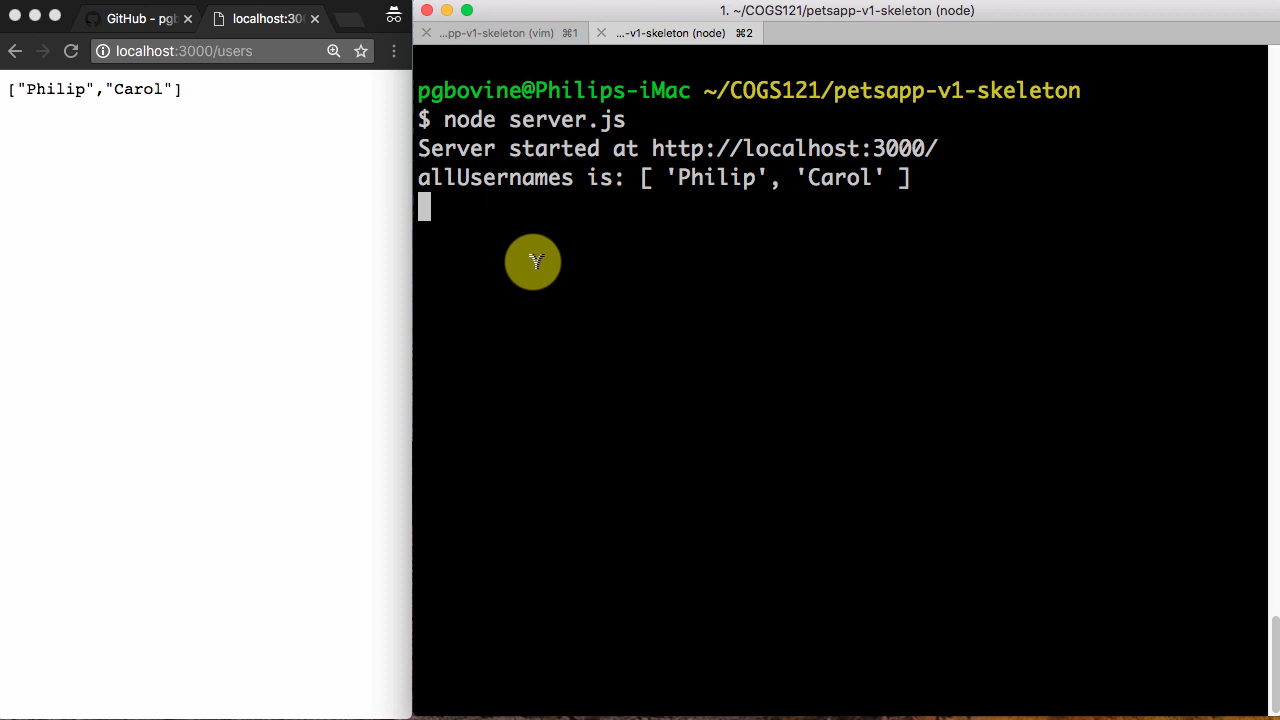 GitHub - pgb
localhost:300
localhost:3000/users
["Philip","Carol"]
1. ~/COGS121/petsapp-v1-skeleton (node)
...pp-v1-skeleton (vim) ⌘1
...-v1-skeleton (node) ⌘2
pgbovine@Philips-iMac ~/COGS121/petsapp-v1-skeleton
$ node server.js
Server started at http://localhost:3000/
allUsernames is: [ 'Philip', 'Carol' ]